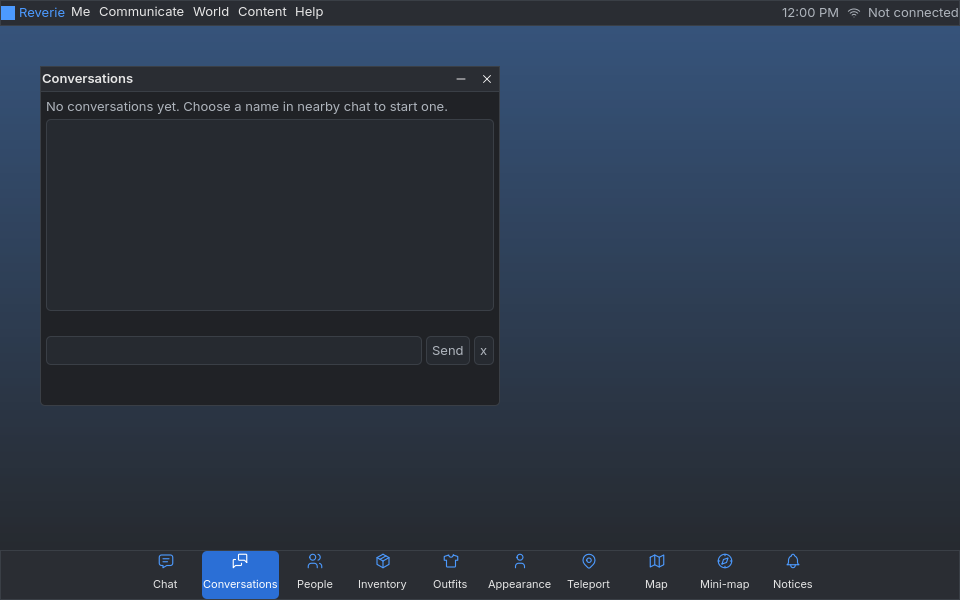 Reverie Me Communicate World Content Help 12:00 PM Not connected
Conversations
No conversations yet. Choose a name in nearby chat to start one.
Send x
Chat Conversations People Inventory Outfits Appearance Teleport Map Mini-map Notices